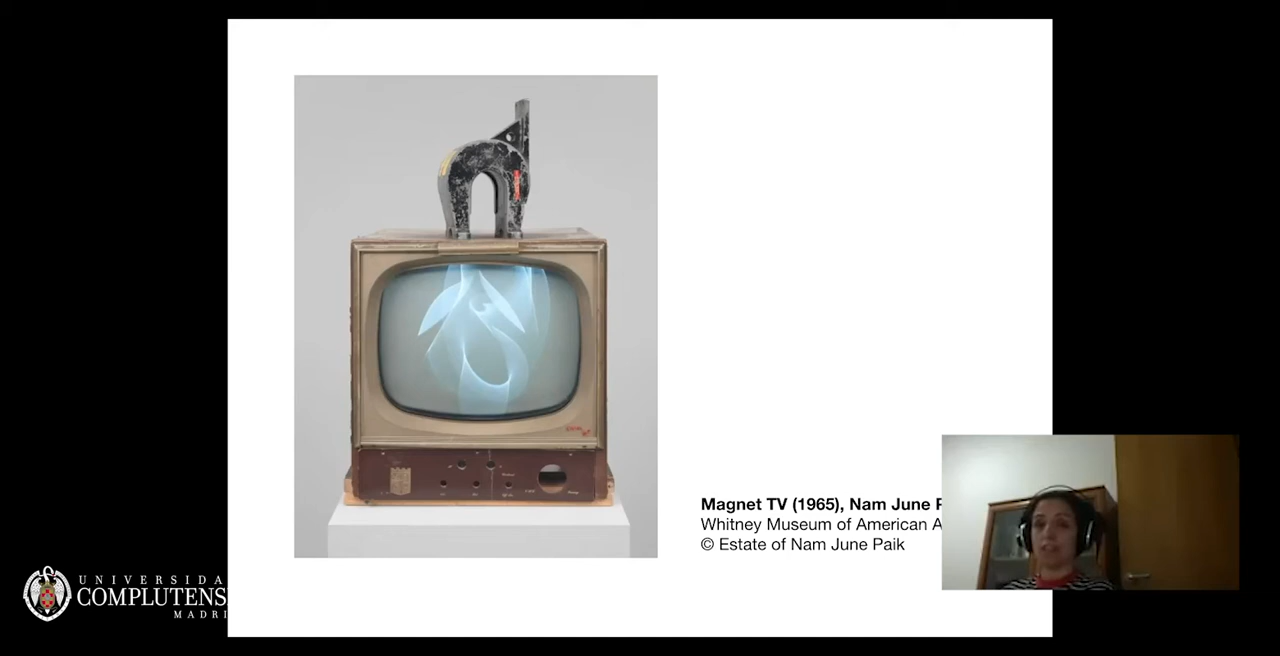 Magnet TV (1965), Nam June P
Whitney Museum of American A
© Estate of Nam June Paik
UNIVERSIDA
COMPLUTENS
MADRI